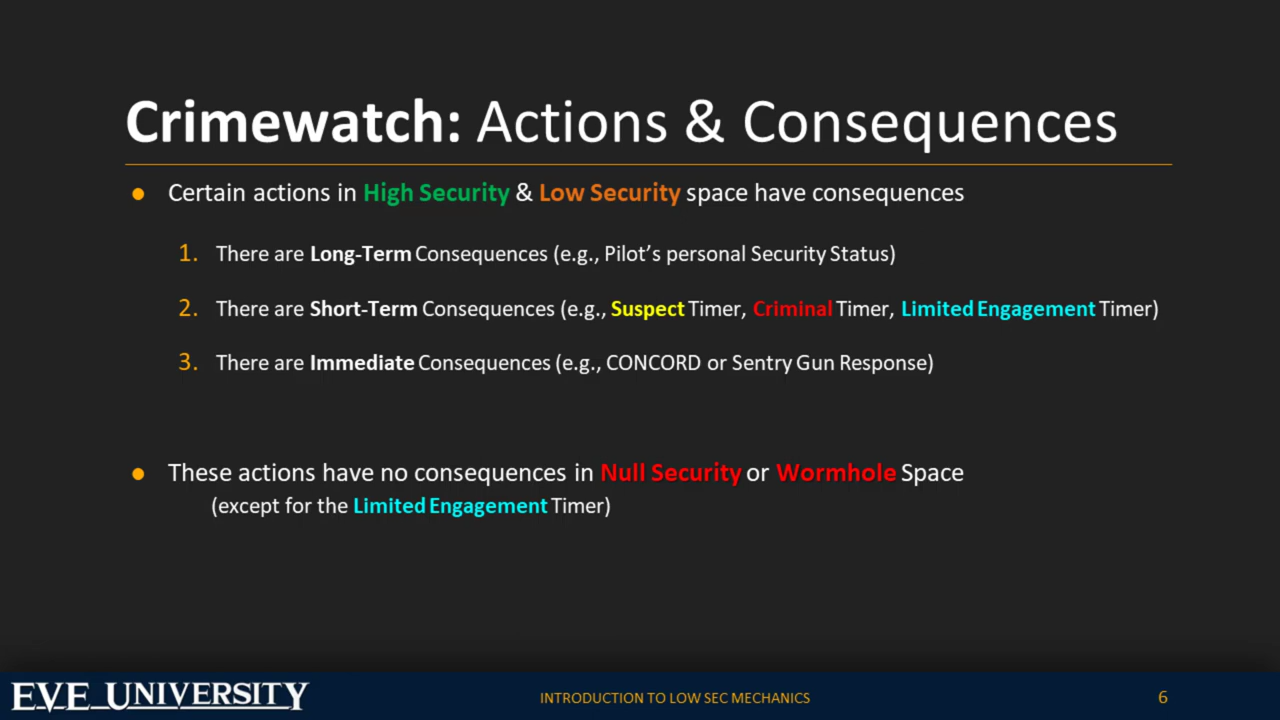 Crimewatch: Actions & Consequences
● Certain actions in High Security & Low Security space have consequences
1. There are Long-Term Consequences (e.g., Pilot's personal Security Status)
2. There are Short-Term Consequences (e.g., Suspect Timer, Criminal Timer, Limited Engagement Timer)
3. There are Immediate Consequences (e.g., CONCORD or Sentry Gun Response)
● These actions have no consequences in Null Security or Wormhole Space
(except for the Limited Engagement Timer)
EVE UNIVERSITY
INTRODUCTION TO LOW SEC MECHANICS
6